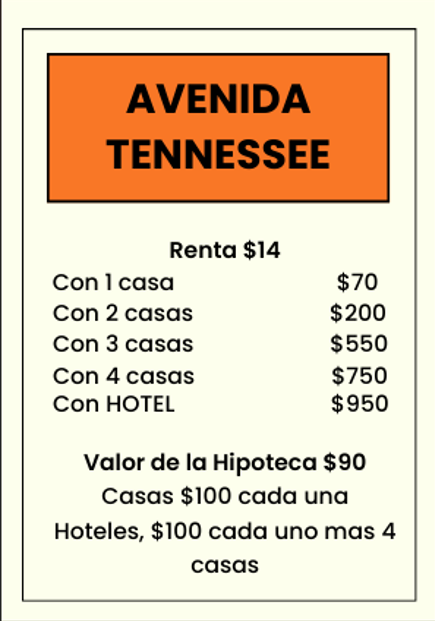 AVENIDA
TENNESSEE
Renta $14
Con 1 casa $70
Con 2 casas $200
Con 3 casas $550
Con 4 casas $750
Con HOTEL $950
Valor de la Hipoteca $90
Casas $100 cada una
Hoteles, $100 cada uno mas 4
casas